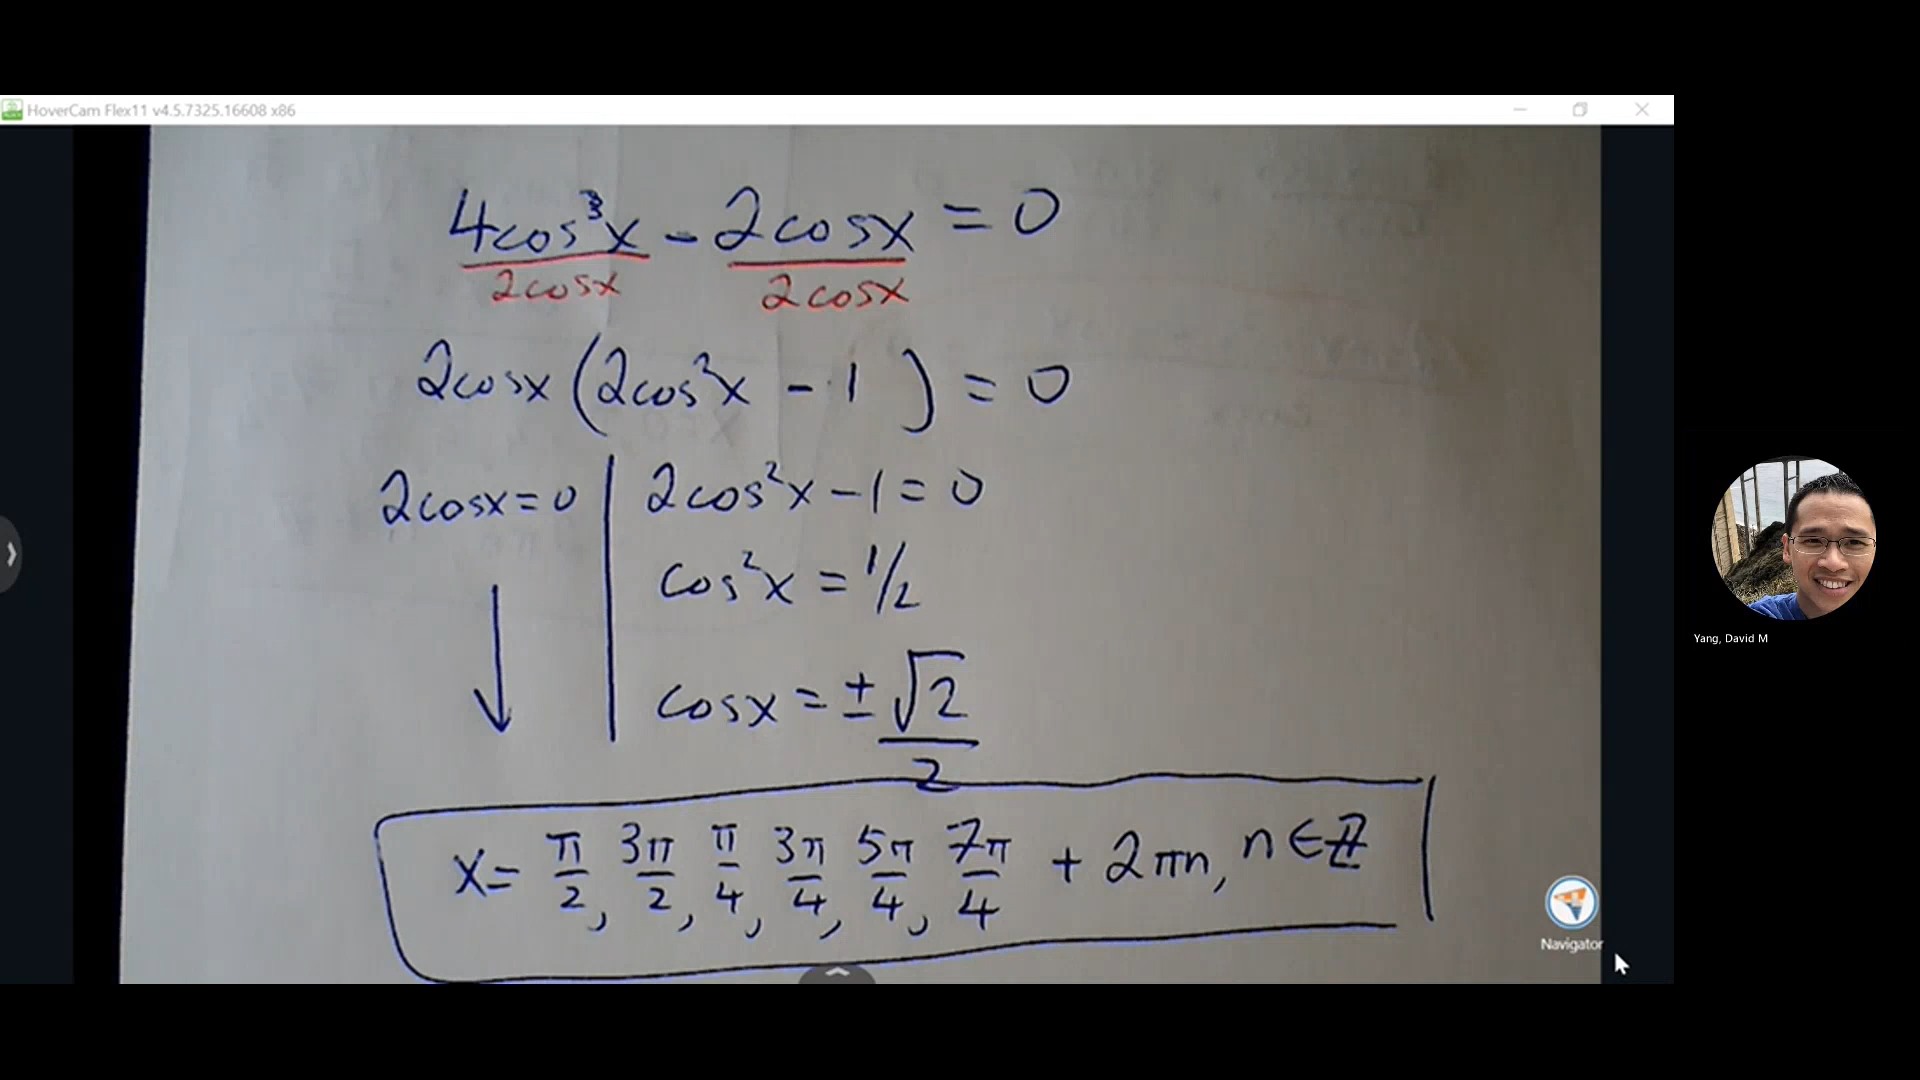 HoverCam Flex11 v4.5.7325.16608 x86
4cos³x - 2cosx = 0
2cosx 2cosx
2cosx (2cos²x - 1) = 0
2cosx = 0 | 2cos²x - 1 = 0
cos²x = 1/2
cosx = ± √2/2
x = π/2, 3π/2, π/4, 3π/4, 5π/4, 7π/4 + 2πn, n ∈ ℤ
Navigator
Yang, David M